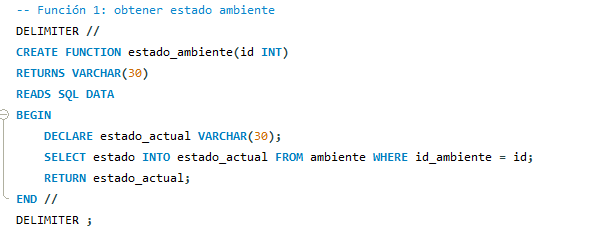 -- Función 1: obtener estado ambiente
DELIMITER //
CREATE FUNCTION estado_ambiente(id INT)
RETURNS VARCHAR(30)
READS SQL DATA
BEGIN
    DECLARE estado_actual VARCHAR(30);
    SELECT estado INTO estado_actual FROM ambiente WHERE id_ambiente = id;
    RETURN estado_actual;
END //
DELIMITER ;